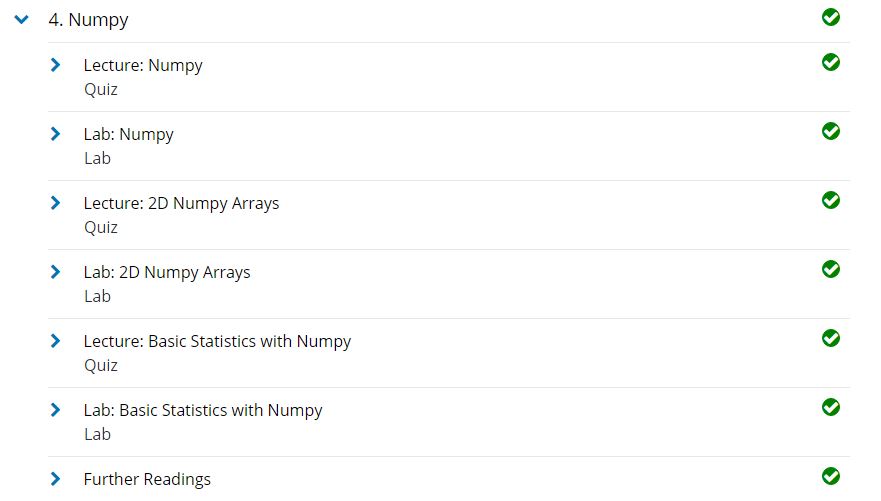 4. Numpy
Lecture: Numpy
Quiz
Lab: Numpy
Lab
Lecture: 2D Numpy Arrays
Quiz
Lab: 2D Numpy Arrays
Lab
Lecture: Basic Statistics with Numpy
Quiz
Lab: Basic Statistics with Numpy
Lab
Further Readings